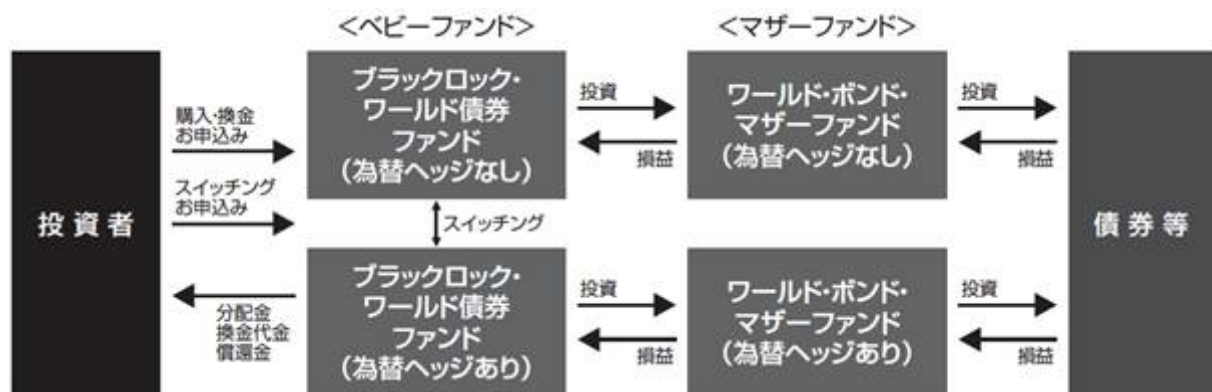 <ベビーファンド>
<マザーファンド>
投資者
購入・換金
お申込み
スイッチング
お申込み
分配金
換金代金
償還金
ブラックロック・
ワールド債券
ファンド
(為替ヘッジなし)
スイッチング
ブラックロック・
ワールド債券
ファンド
(為替ヘッジあり)
投資
損益
投資
損益
ワールド・ボンド・
マザーファンド
(為替ヘッジなし)
ワールド・ボンド・
マザーファンド
(為替ヘッジあり)
投資
損益
投資
損益
債券等